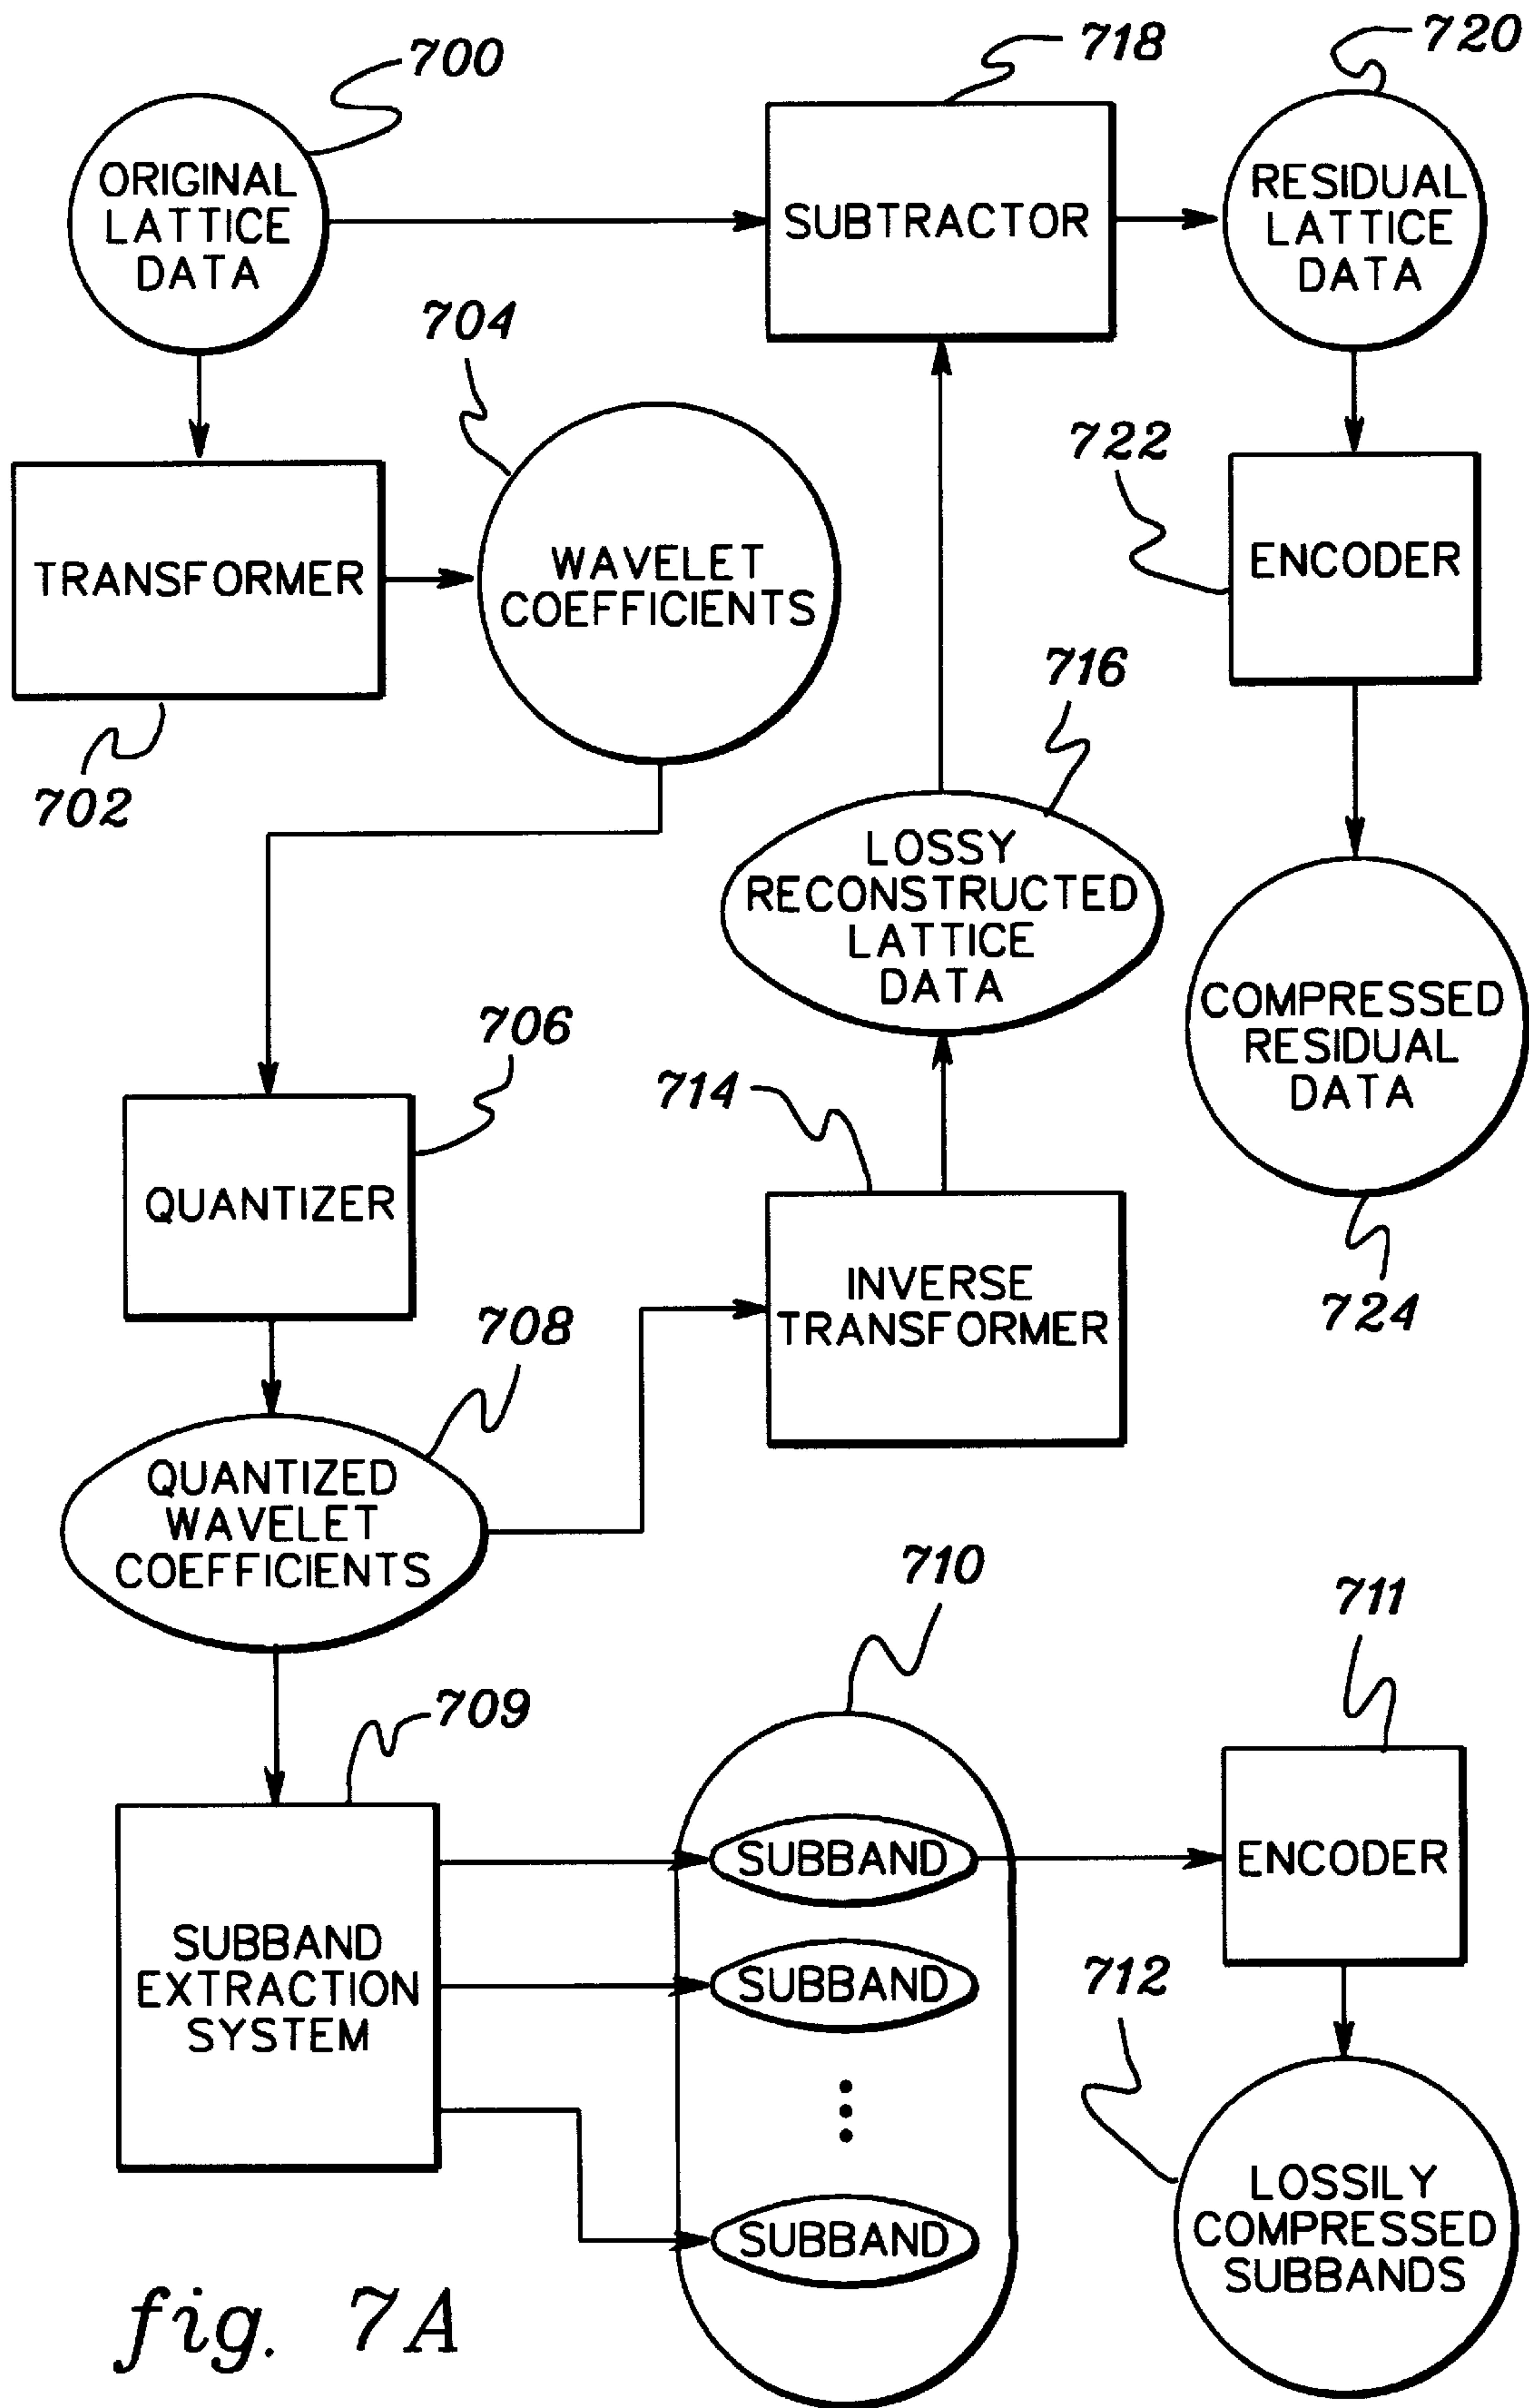 700
718
720
ORIGINAL
LATTICE
DATA
SUBTRACTOR
RESIDUAL
LATTICE
DATA
704
722
TRANSFORMER
WAVELET
COEFFICIENTS
ENCODER
702
716
LOSSY
RECONSTRUCTED
LATTICE
DATA
COMPRESSED
RESIDUAL
DATA
706
714
724
QUANTIZER
INVERSE
TRANSFORMER
708
QUANTIZED
WAVELET
COEFFICIENTS
710
711
709
SUBBAND
EXTRACTION
SYSTEM
SUBBAND
SUBBAND
SUBBAND
ENCODER
712
LOSSILY
COMPRESSED
SUBBANDS
fig. 7A